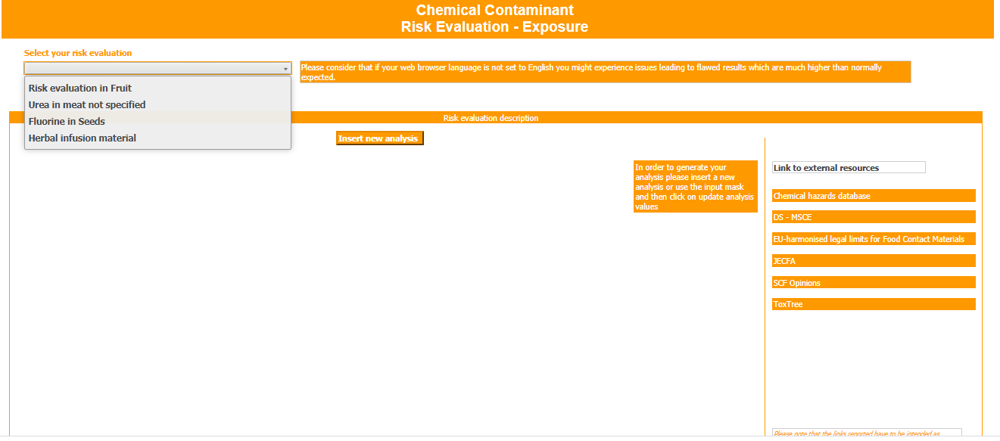 Chemical Contaminant
Risk Evaluation - Exposure
Select your risk evaluation
Please consider that if your web browser language is not set to English you might experience issues leading to flawed results which are much higher than normally
expected.
Risk evaluation in Fruit
Urea in meat not specified
Fluorine in Seeds
Herbal infusion material
Risk evaluation description
Insert new analysis
In order to generate your
analysis please insert a new
analysis or use the input mask
and then click on update analysis
values
Link to external resources
Chemical hazards database
DS - MSCE
EU-harmonised legal limits for Food Contact Materials
JECFA
SCF Opinions
ToxTree
Please note that the links reported have to be intended as